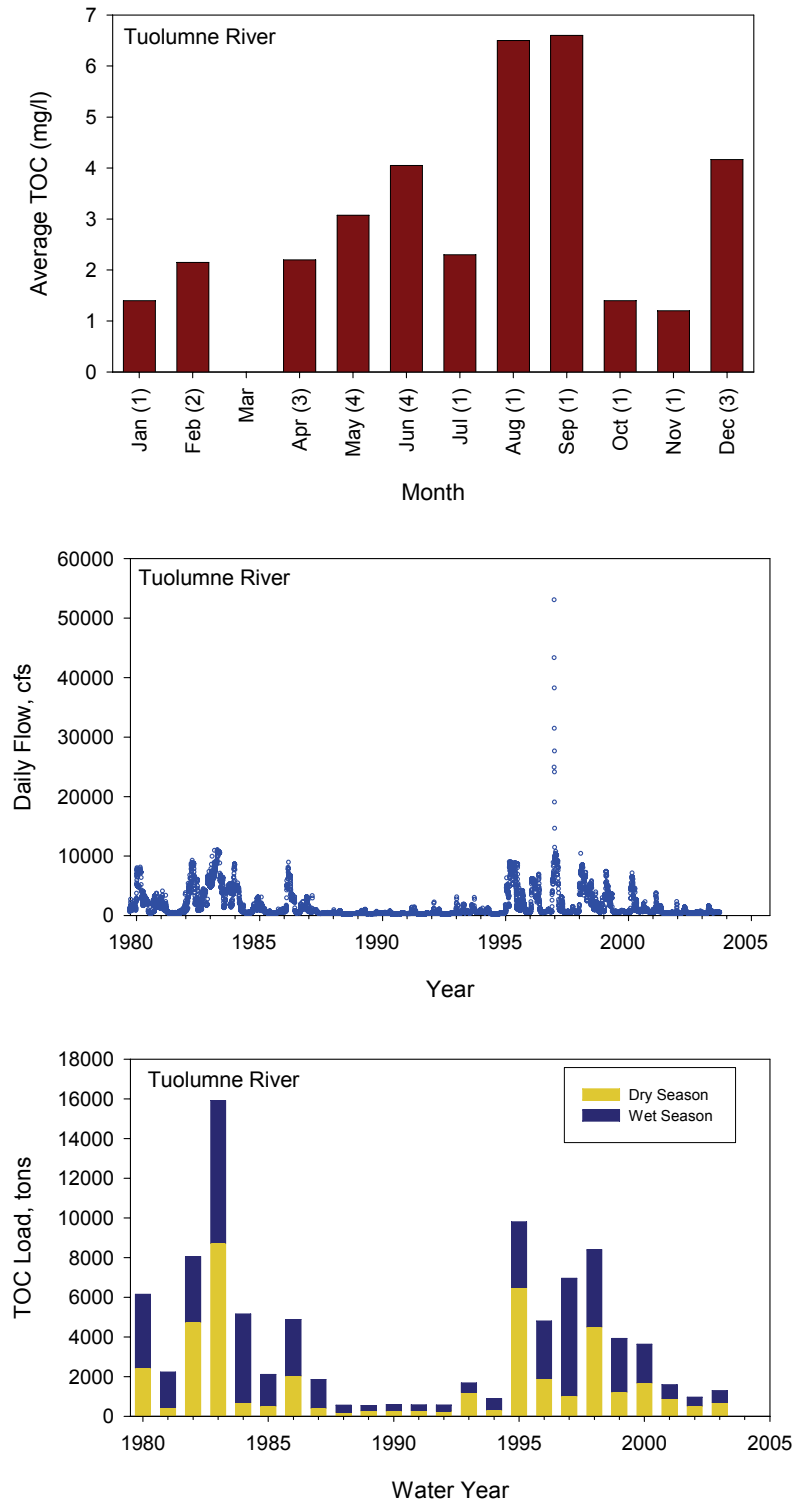 Tuolumne River
Average TOC (mg/l)
7
6
5
4
3
2
1
0
Jan (1)
Feb (2)
Mar
Apr (3)
May (4)
Jun (4)
Jul (1)
Aug (1)
Sep (1)
Oct (1)
Nov (1)
Dec (3)
Month
Tuolumne River
Daily Flow, cfs
60000
50000
40000
30000
20000
10000
0
1980
1985
1990
1995
2000
2005
Year
Tuolumne River
Dry Season
Wet Season
TOC Load, tons
18000
16000
14000
12000
10000
8000
6000
4000
2000
0
1980
1985
1990
1995
2000
2005
Water Year